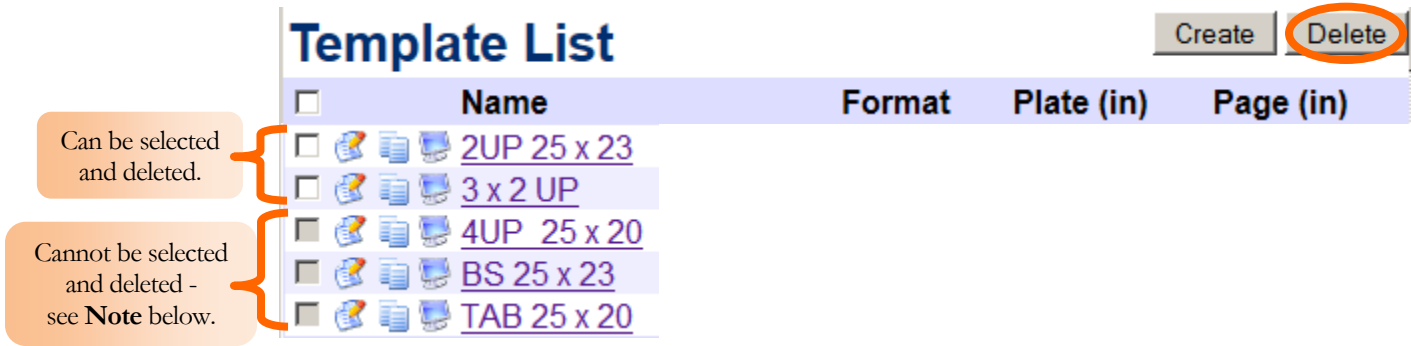 Template List
Create Delete
Name Format Plate (in) Page (in)
Can be selected
and deleted.
2UP 25 x 23
3 x 2 UP
Cannot be selected
and deleted -
see Note below.
4UP 25 x 20
BS 25 x 23
TAB 25 x 20